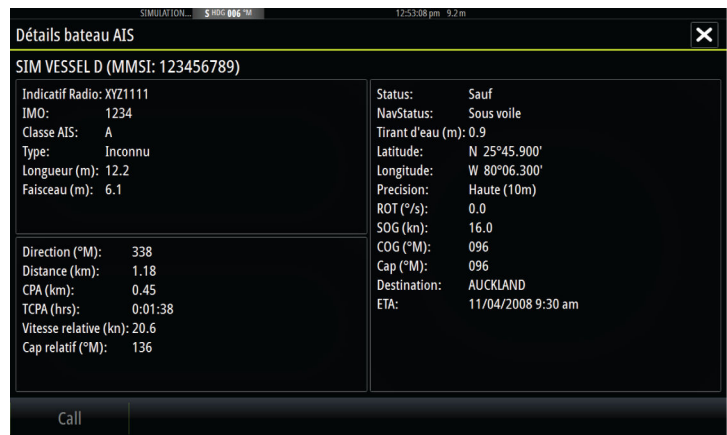 SIMULATION... S HDG 006 °M 12:53:08 pm 9.2 m
Détails bateau AIS
SIM VESSEL D (MMSI: 123456789)
Indicatif Radio: XYZ1111
IMO: 1234
Classe AIS: A
Type: Inconnu
Longueur (m): 12.2
Faisceau (m): 6.1
Direction (°M): 338
Distance (km): 1.18
CPA (km): 0.45
TCPA (hrs): 0:01:38
Vitesse relative (kn): 20.6
Cap relatif (°M): 136
Status: Sauf
NavStatus: Sous voile
Tirant d'eau (m): 0.9
Latitude: N 25°45.900'
Longitude: W 80°06.300'
Precision: Haute (10m)
ROT (°/s): 0.0
SOG (kn): 16.0
COG (°M): 096
Cap (°M): 096
Destination: AUCKLAND
ETA: 11/04/2008 9:30 am
Call